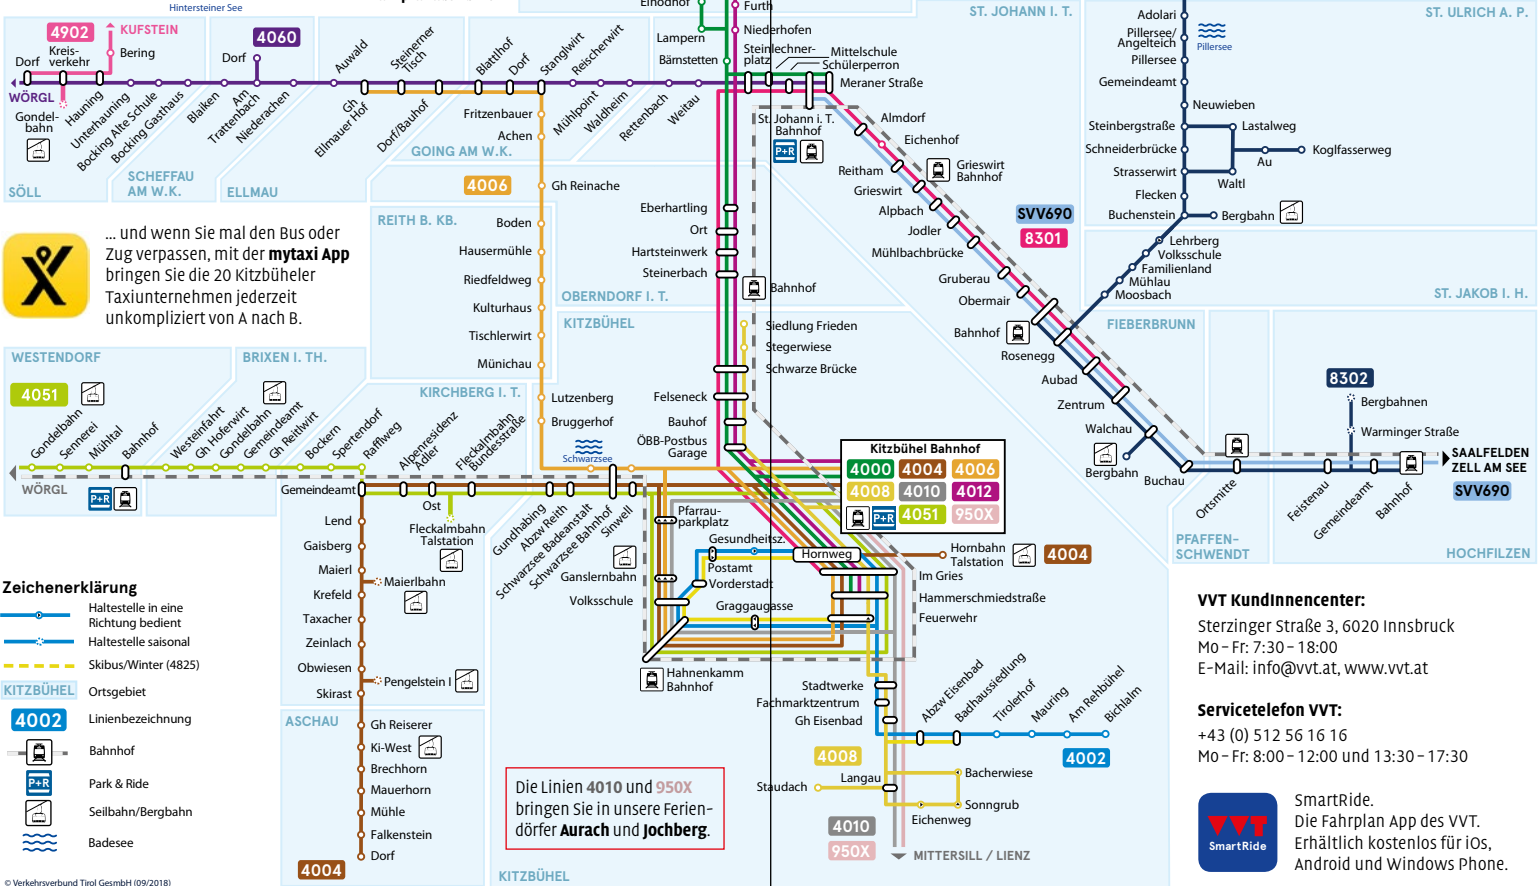 Hintersteiner See
4902
KUFSTEIN
Kreis-
verkehr
Bering
Dorf
WÖRGL
Gondel-
bahn
Hauning
Unterhauning
Bocking Alte Schule
Bocking Gasthaus
SÖLL
4060
Dorf
Blaiken
Am
Trattenbach
Niederachen
SCHEFFAU
AM W.K.
ELLMAU
Auwald
Steinerner
Tisch
Gh
Ellmauer Hof
Dorf/Bauhof
Blattlhof
Dorf
Stanglwirt
Reischerwirt
Fritzenbauer
Achen
GOING AM W.K.
Mühlpoint
Waldheim
Rettenbach
Weitau
4006
Gh Reinache
REITH B. KB.
Boden
Hausermühle
Riedfeldweg
Kulturhaus
Tischlerwirt
Münichau
Lutzenberg
Bruggerhof
Schwarzsee
Einödhof
Lampern
Bärnstetten
Furth
Niederhofen
Steinlechner-
platz
Mittelschule
Schülerperron
Meraner Straße
St. Johann i. T.
Bahnhof
P+R
ST. JOHANN I. T.
Almdorf
Eichenhof
Grieswirt
Bahnhof
Reitham
Grieswirt
Alpbach
Jodler
Mühlbachbrücke
Gruberau
Obermair
Bahnhof
Rosenegg
Aubad
Zentrum
Walchau
Bergbahn
Buchau
SVV690
8301
Eberhartling
Ort
Hartsteinwerk
Steinerbach
Bahnhof
OBERNDORF I. T.
KITZBÜHEL
Siedlung Frieden
Stegerwiese
Schwarze Brücke
Felseneck
Bauhof
ÖBB-Postbus
Garage
Adolari
Pillersee/
Angelteich
Pillersee
Pillersee
Gemeindeamt
Neuwieben
Steinbergstraße
Schneiderbrücke
Strasserwirt
Flecken
Buchenstein
Lastalweg
Au
Koglfasserweg
Waltl
Bergbahn
ST. ULRICH A. P.
Lehrberg
Volksschule
Familienland
Mühlau
Moosbach
ST. JAKOB I. H.
FIEBERBRUNN
8302
Bergbahnen
Warminger Straße
SAALFELDEN
ZELL AM SEE
SVV690
Ortsmitte
Feistenau
Gemeindeamt
Bahnhof
PFAFFEN-
SCHWENDT
HOCHFILZEN
... und wenn Sie mal den Bus oder
Zug verpassen, mit der mytaxi App
bringen Sie die 20 Kitzbüheler
Taxiunternehmen jederzeit
unkompliziert von A nach B.
WESTENDORF
4051
Gondelbahn
Sennerei
Mühltal
Bahnhof
WÖRGL
P+R
BRIXEN I. TH.
Westeinfahrt
Gh Hoferwirt
Gondelbahn
Gemeindeamt
Gh Reitlwirt
Bockern
Spertendorf
Rafflweg
KIRCHBERG I. T.
Alpenresidenz
Adler
Fleckalmbahn
Bundesstraße
Gemeindeamt
Ost
Fleckalmbahn
Talstation
Gundhabing
Abzw Reith
Schwarzsee Badeanstalt
Schwarzsee Bahnhof
Sinwell
Lend
Gaisberg
Maierl
Maierlbahn
Krefeld
Taxacher
Zeinlach
Obwiesen
Pengelstein I
Skirast
ASCHAU
Gh Reiserer
Ki-West
Brechhorn
Mauerhorn
Mühle
Falkenstein
Dorf
4004
Kitzbühel Bahnhof
4000 4004 4006
4008 4010 4012
P+R 4051 950X
Pfarrau-
parkplatz
Gesundheitsz.
Postamt
Vorderstadt
Ganslernbahn
Volksschule
Graggaugasse
Hornweg
Hornbahn
Talstation
4004
Im Gries
Hammerschmiedstraße
Feuerwehr
Hahnenkamm
Bahnhof
Stadtwerke
Fachmarktzentrum
Gh Eisenbad
Abzw Eisenbad
Badhaussiedlung
Tirolerhof
Mauring
Am Rehbühel
Bichlalm
4002
4008
Langau
Staudach
Bacherwiese
Sonngrub
Eichenweg
4010
950X
MITTERSILL / LIENZ
KITZBÜHEL
Die Linien 4010 und 950X
bringen Sie in unsere Ferien-
dörfer Aurach und Jochberg.
Zeichenerklärung
Haltestelle in eine
Richtung bedient
Haltestelle saisonal
Skibus/Winter (4825)
KITZBÜHEL Ortsgebiet
4002 Linienbezeichnung
Bahnhof
P+R Park & Ride
Seilbahn/Bergbahn
Badesee
© Verkehrsverbund Tirol GesmbH (09/2018)
VVT KundInnencenter:
Sterzinger Straße 3, 6020 Innsbruck
Mo – Fr: 7:30 – 18:00
E-Mail: info@vvt.at, www.vvt.at
Servicetelefon VVT:
+43 (0) 512 56 16 16
Mo – Fr: 8:00 – 12:00 und 13:30 – 17:30
VVT
SmartRide
SmartRide.
Die Fahrplan App des VVT.
Erhältlich kostenlos für iOs,
Android und Windows Phone.